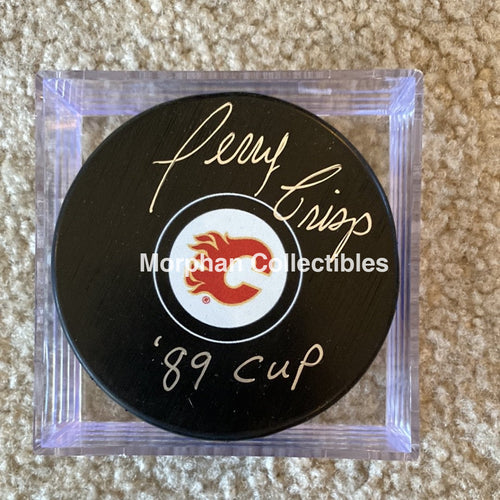 Terry
Crisp
Morphan Collectibles
®
'89 CUP